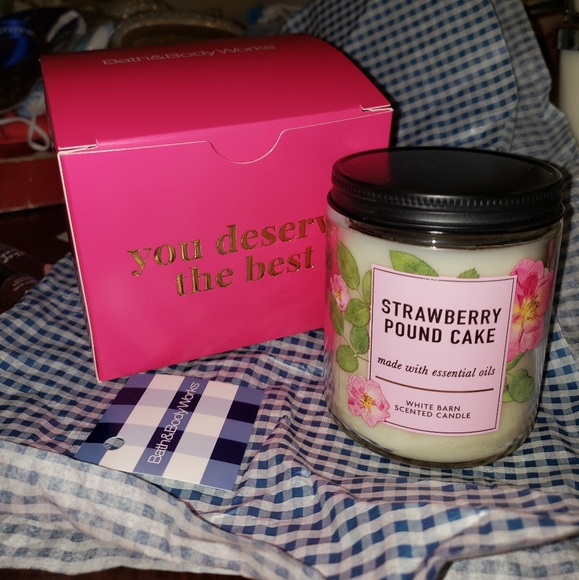 Bath&BodyWorks
you deserv
the best
STRAWBERRY
POUND CAKE
made with essential oils
WHITE BARN
SCENTED CANDLE
Bath&BodyWorks